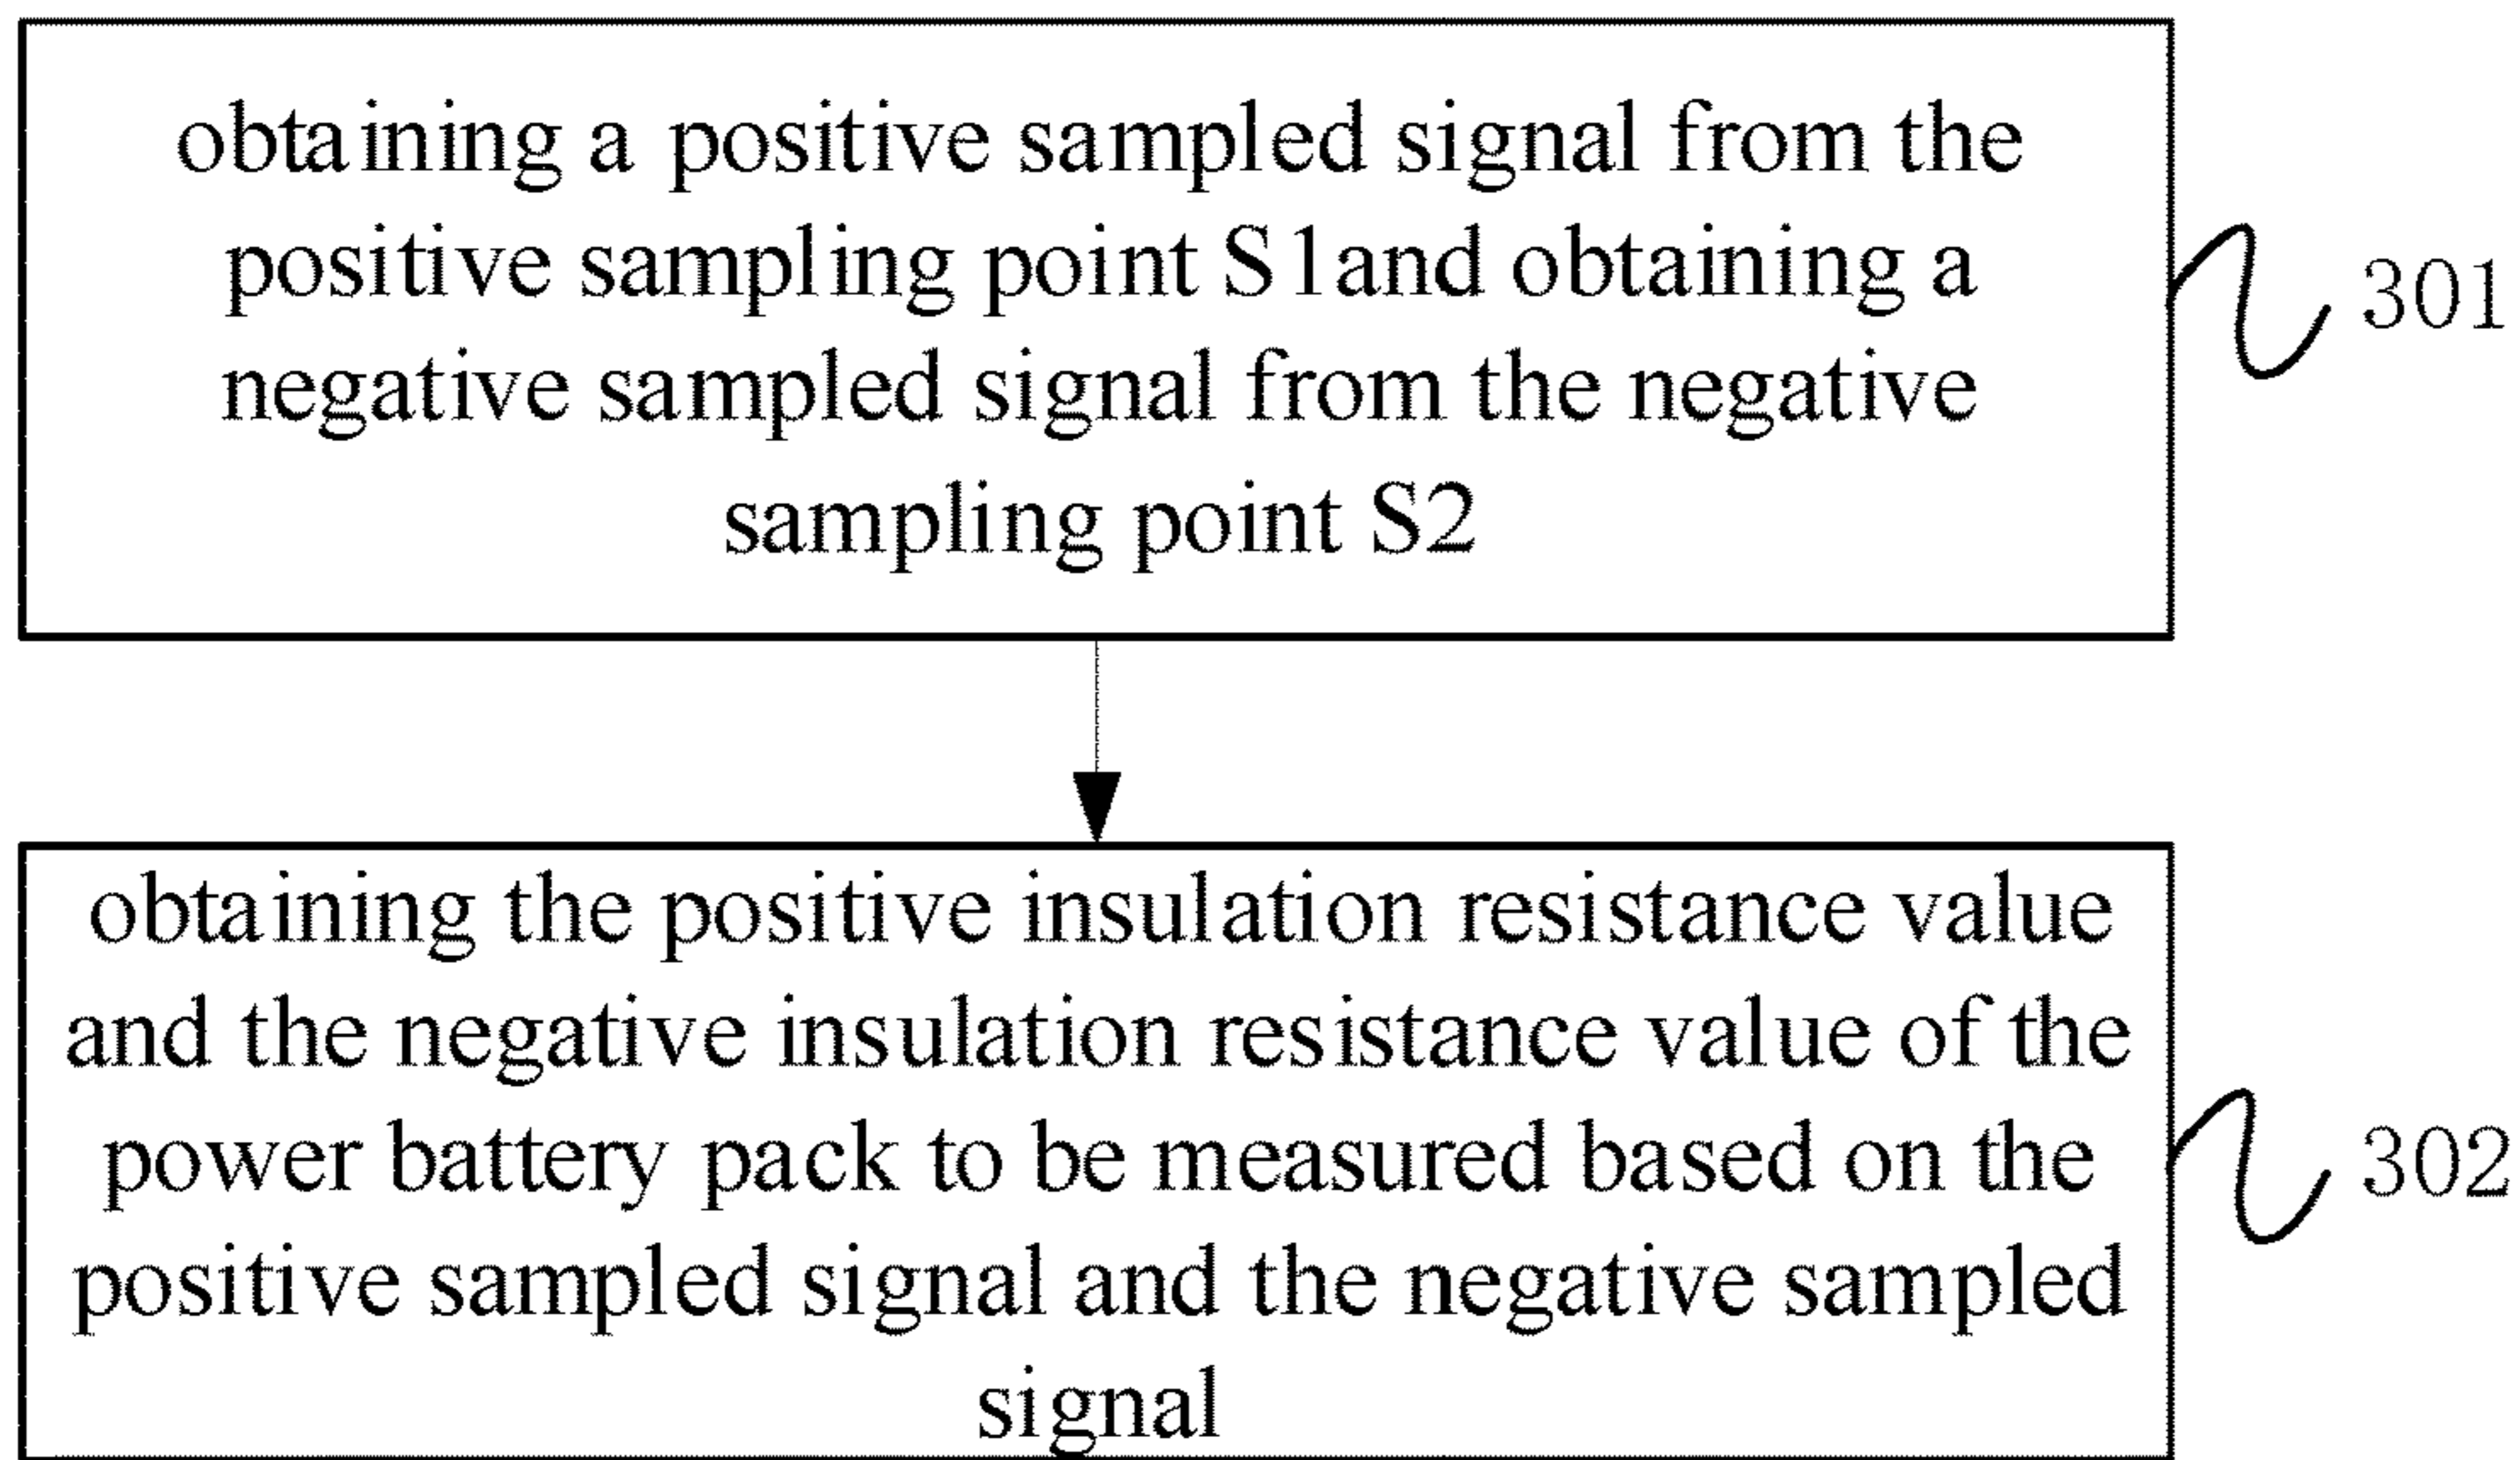 obtaining a positive sampled signal from the
positive sampling point S1and obtaining a
negative sampled signal from the negative
sampling point S2
301
obtaining the positive insulation resistance value
and the negative insulation resistance value of the
power battery pack to be measured based on the
positive sampled signal and the negative sampled
signal
302